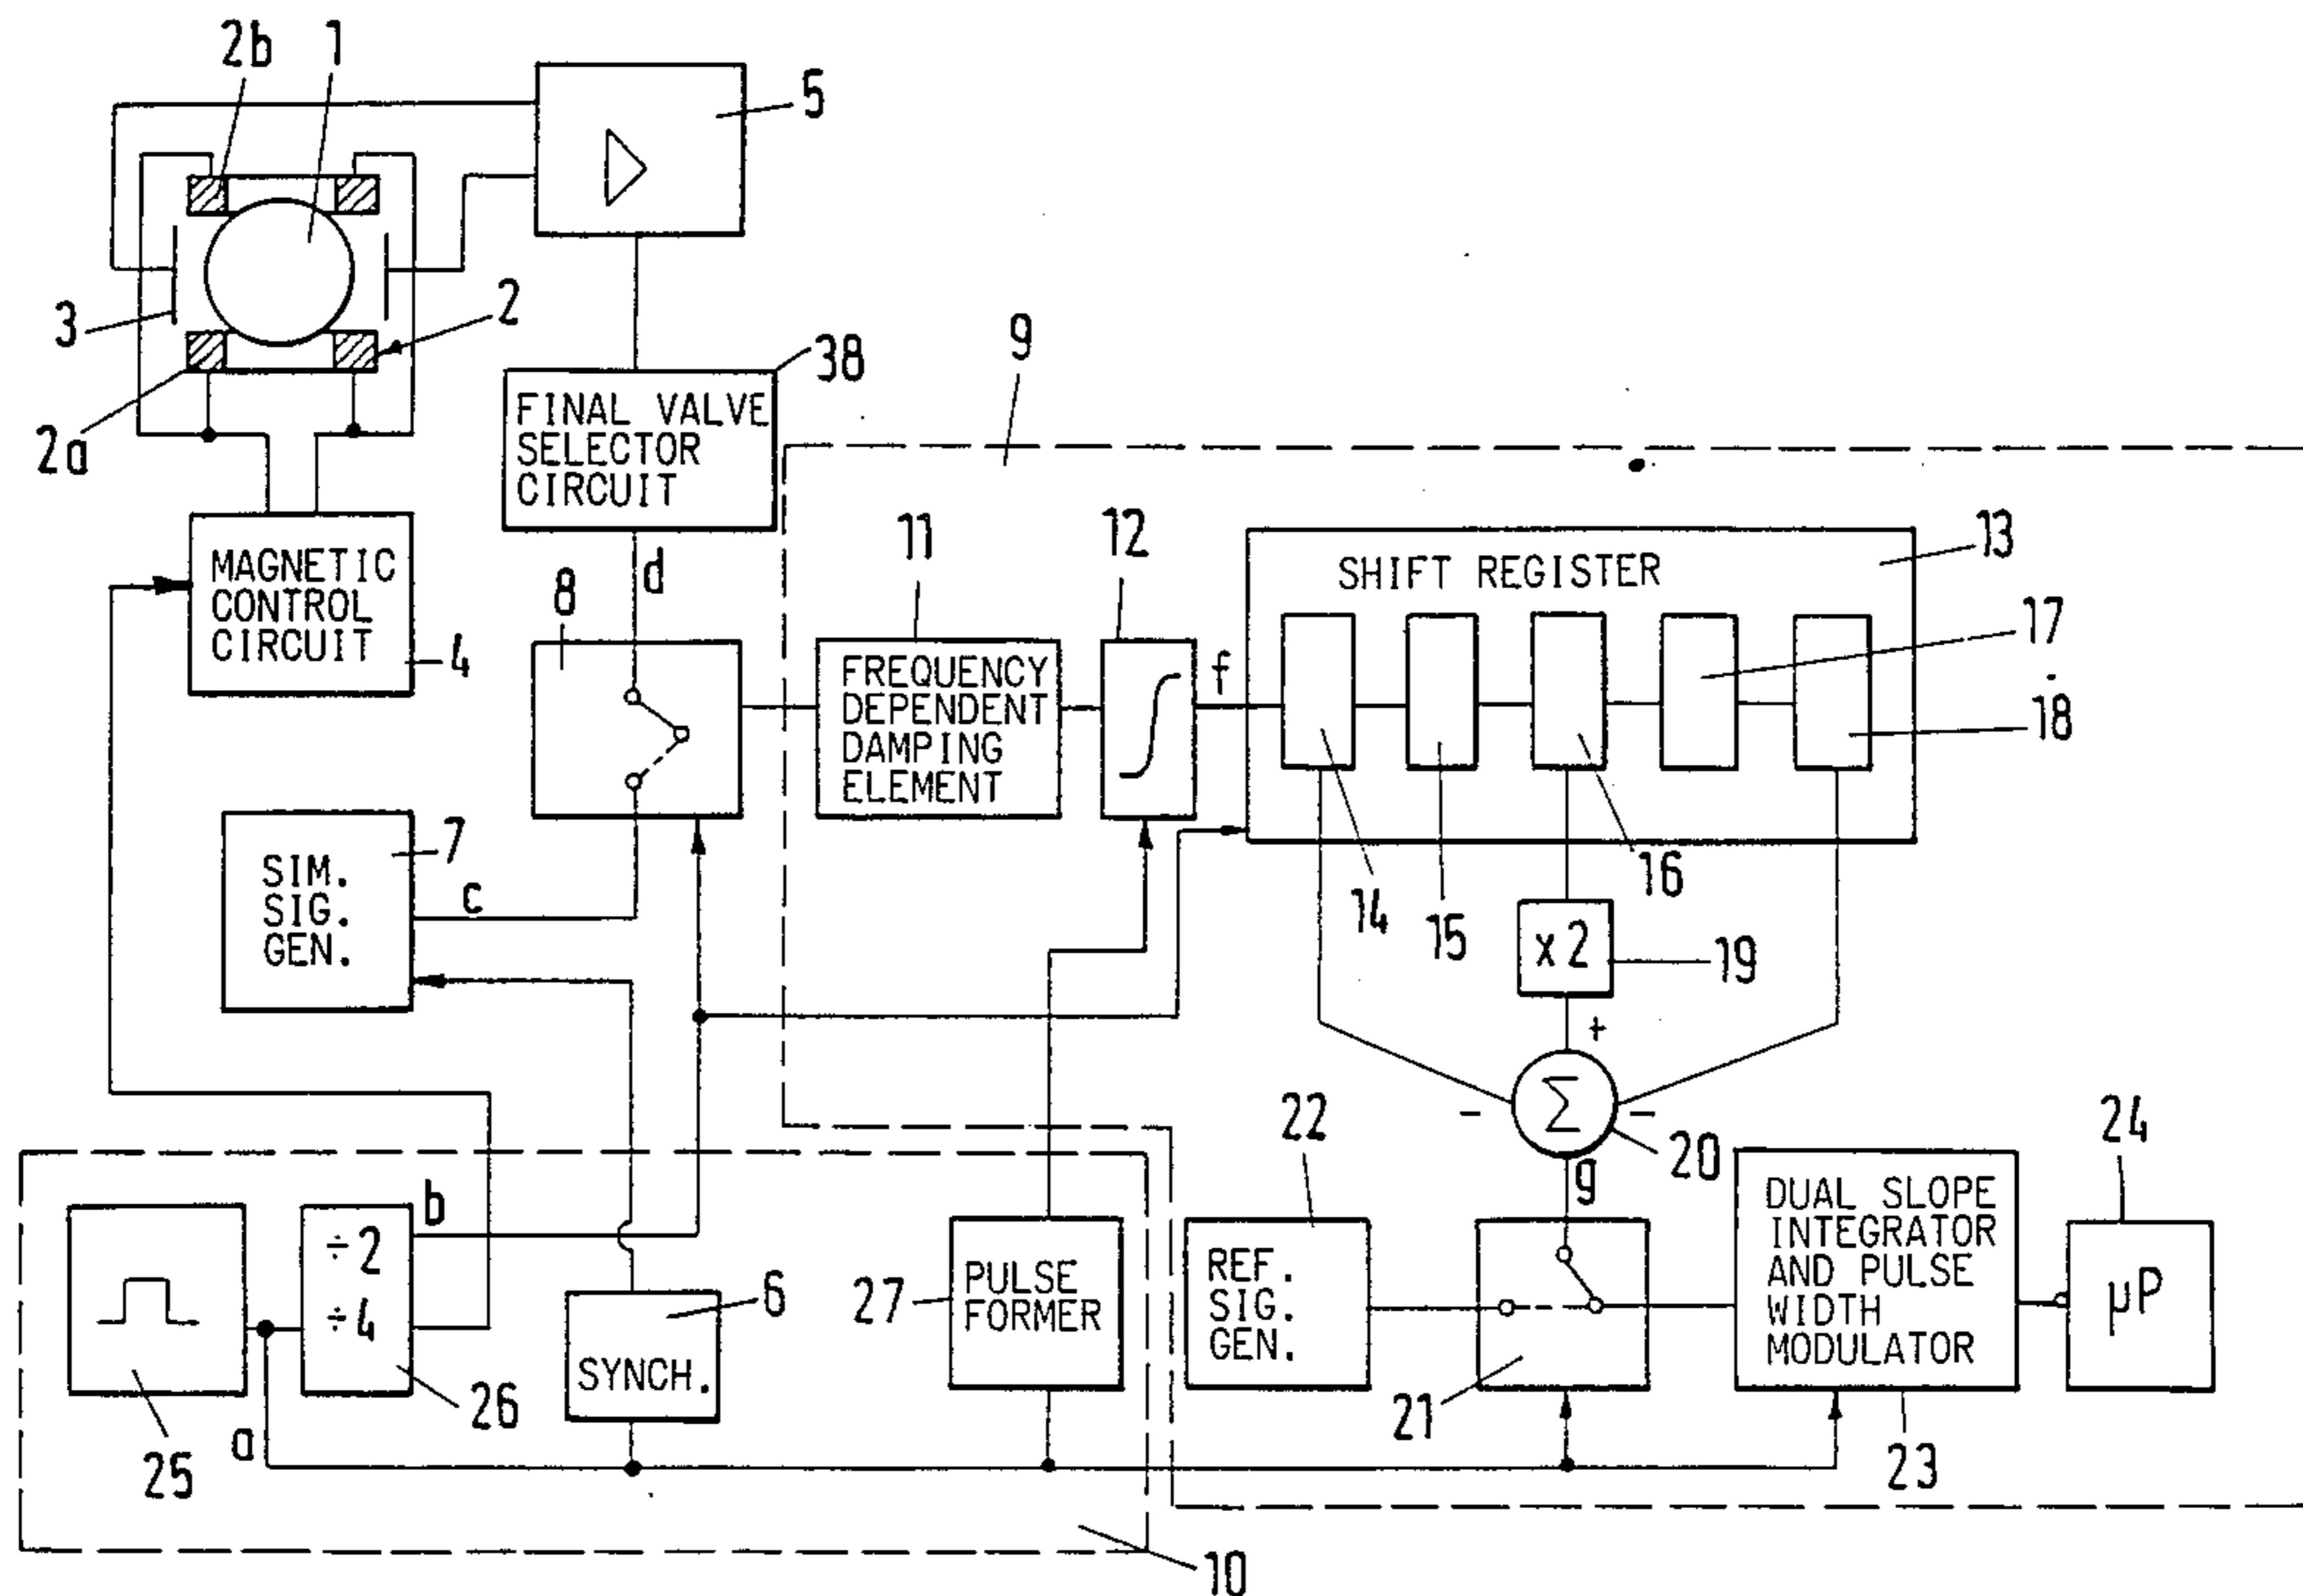 2b
1
5
3
2
2a
38
FINAL VALVE
SELECTOR
CIRCUIT
9
MAGNETIC
CONTROL
CIRCUIT
4
d
8
11
FREQUENCY
DEPENDENT
DAMPING
ELEMENT
12
f
SHIFT REGISTER
13
17
18
14
15
16
x2
19
+
Σ
-
-
20
g
7
SIM.
SIG.
GEN.
c
b
÷2
÷4
26
25
a
6
SYNCH.
27
PULSE
FORMER
10
22
REF.
SIG.
GEN.
21
DUAL SLOPE
INTEGRATOR
AND PULSE
WIDTH
MODULATOR
23
24
µP